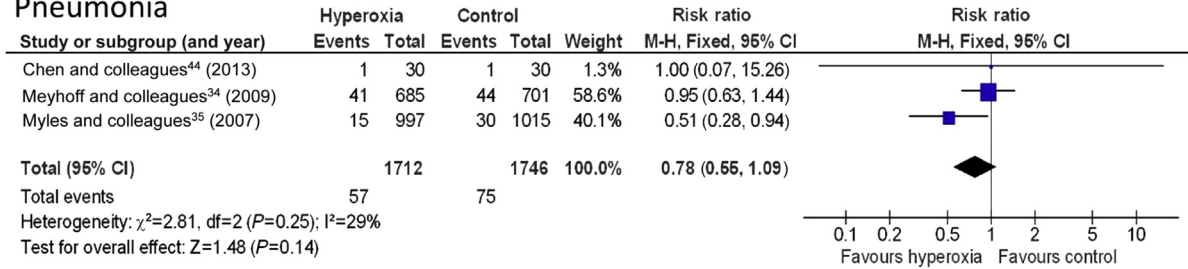 Pneumonia
Hyperoxia Control Risk ratio Risk ratio
Study or subgroup (and year) Events Total Events Total Weight M-H, Fixed, 95% CI M-H, Fixed, 95% CI
Chen and colleagues⁴⁴ (2013) 1 30 1 30 1.3% 1.00 (0.07, 15.26)
Meyhoff and colleagues³⁴ (2009) 41 685 44 701 58.6% 0.95 (0.63, 1.44)
Myles and colleagues³⁵ (2007) 15 997 30 1015 40.1% 0.51 (0.28, 0.94)
Total (95% CI) 1712 1746 100.0% 0.78 (0.55, 1.09)
Total events 57 75
Heterogeneity: χ²=2.81, df=2 (P=0.25); I²=29%
Test for overall effect: Z=1.48 (P=0.14)
0.1 0.2 0.5 1 2 5 10
Favours hyperoxia Favours control